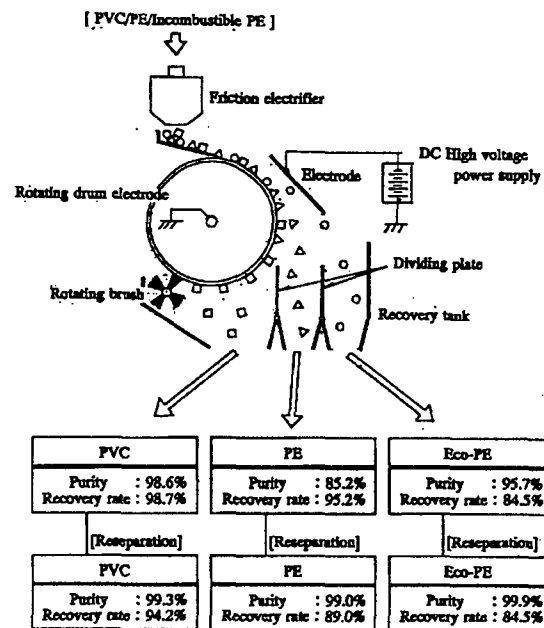 [ PVC/PE/Incombustible PE ]
Friction electrifier
Electrode
DC High voltage
power supply
Rotating drum electrode
Dividing plate
Rotating brush
Recovery tank
PVC
Purity : 98.6%
Recovery rate : 98.7%
PE
Purity : 85.2%
Recovery rate : 95.2%
Eco-PE
Purity : 95.7%
Recovery rate : 84.5%
[Reseparation]
[Reseparation]
[Reseparation]
PVC
Purity : 99.3%
Recovery rate : 94.2%
PE
Purity : 99.0%
Recovery rate : 89.0%
Eco-PE
Purity : 99.9%
Recovery rate : 84.5%